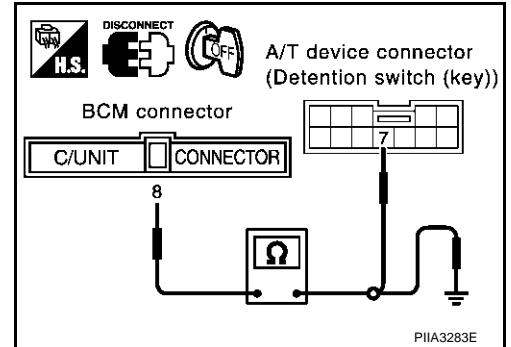 DISCONNECT
H.S.
OFF
A/T device connector
(Detention switch (key))
BCM connector
C/UNIT CONNECTOR
7
8
Ω
PIIA3283E